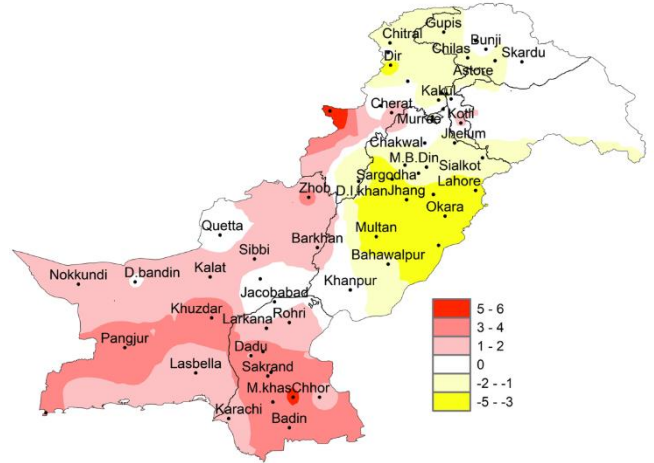 Gupis
Chitral
Bunji
Chilas
Skardu
Dir
Astore
Kakul
Cherat
Murree
Kotli
Chakwal
Jhelum
M.B.Din
Sialkot
Sargodha
Zhob
D.I.khan
Jhang
Lahore
Okara
Quetta
Multan
Barkhan
Sibbi
Bahawalpur
Nokkundi
D.bandin
Kalat
Khanpur
Jacobabad
Khuzdar
Larkana
Rohri
Pangjur
Dadu
Lasbella
Sakrand
M.khas
Chhor
Karachi
Badin
5 - 6
3 - 4
1 - 2
0
-2 - -1
-5 - -3